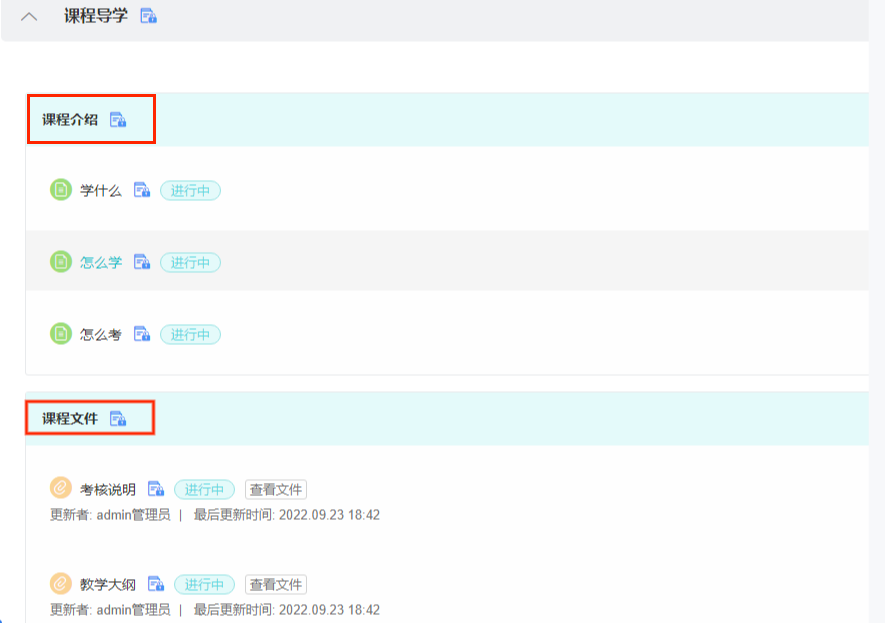 课程导学
课程介绍
学什么 进行中
怎么学 进行中
怎么考 进行中
课程文件
考核说明 进行中 查看文件
更新者: admin管理员 | 最后更新时间: 2022.09.23 18:42
教学大纲 进行中 查看文件
更新者: admin管理员 | 最后更新时间: 2022.09.23 18:42